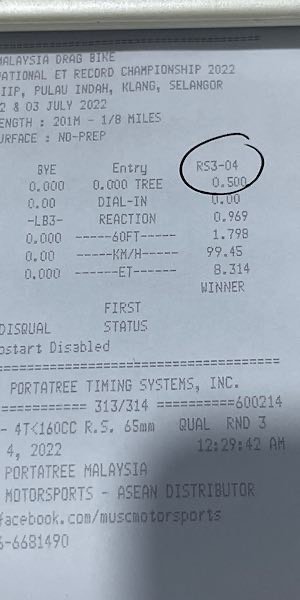 MALAYSIA DRAG BIKE
NATIONAL ET RECORD CHAMPIONSHIP 2022
IIP, PULAU INDAH, KLANG, SELANGOR
2 & 03 JULY 2022
LENGTH : 201M - 1/8 MILES
SURFACE : NO-PREP
BYE Entry RS3-04
0.000 0.000 TREE 0.500
0.00 DIAL-IN 0.00
-LB3- REACTION 0.969
0.000 -----60FT----- 1.798
0.00 -----KM/H----- 99.45
0.000 ------ET------ 8.314
WINNER
FIRST
DISQUAL STATUS
ostart Disabled
PORTATREE TIMING SYSTEMS, INC.
=========== 313/314 ==========600214
- 4T<160CC R.S. 65mm QUAL RND 3
4, 2022 12:29:42 AM
PORTATREE MALAYSIA
MOTORSPORTS - ASEAN DISTRIBUTOR
facebook.com/muscmotorsports
6-6681490